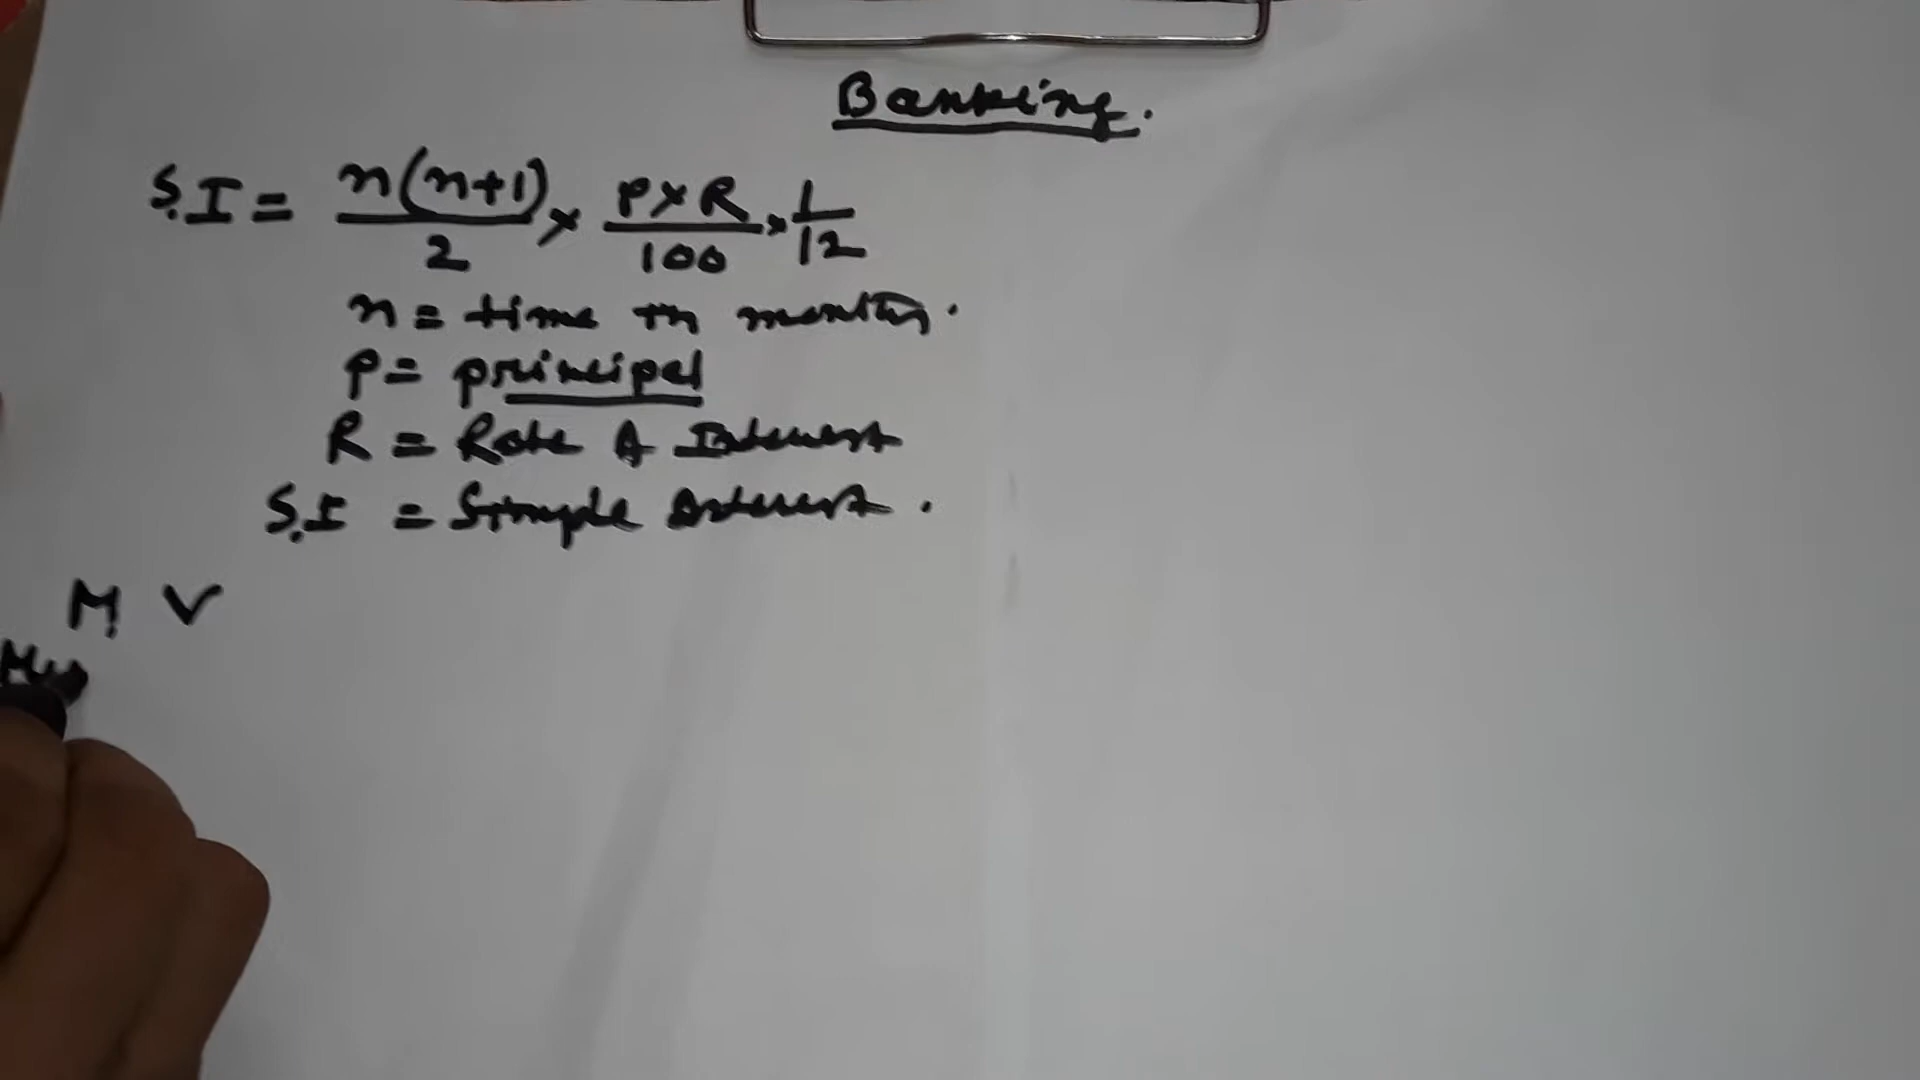 Banking.
S.I = n(n+1)/2 × P×R/100 × 1/12
n = time in months.
P = principal
R = Rate of Interest
S.I = Simple Interest.
M V